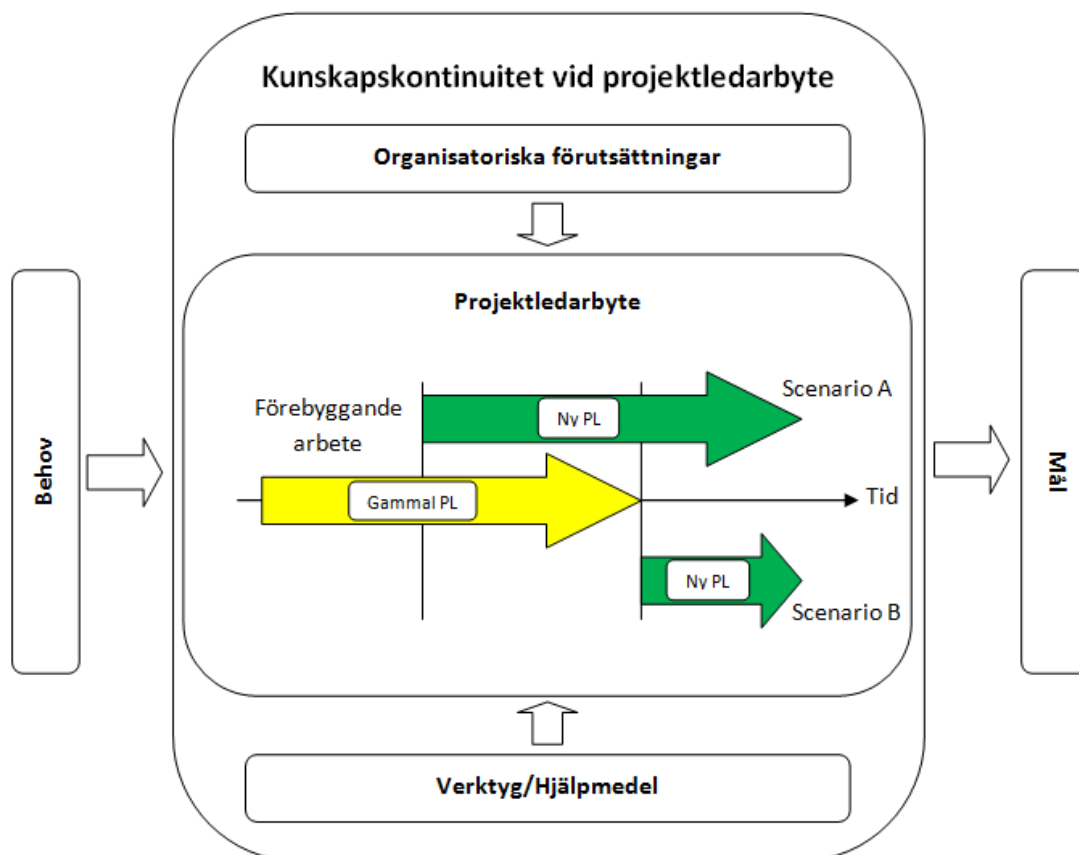 Kunskapskontinuitet vid projektledarbyte
Organisatoriska förutsättningar
Behov
Projektledarbyte
Förebyggande
arbete
Ny PL
Scenario A
Gammal PL
Tid
Ny PL
Scenario B
Mål
Verktyg/Hjälpmedel